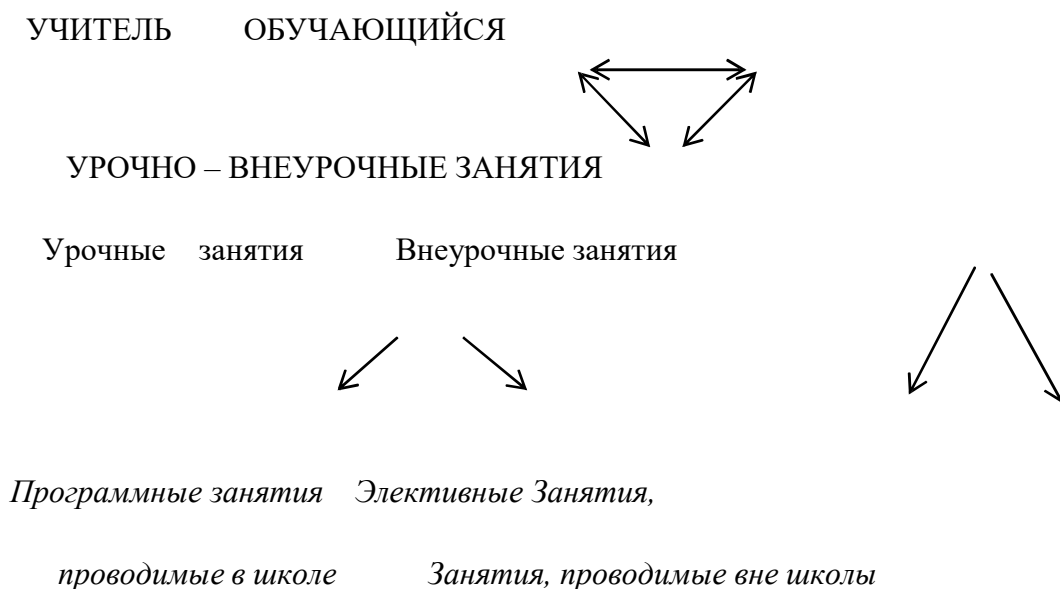 УЧИТЕЛЬ ОБУЧАЮЩИЙСЯ
УРОЧНО – ВНЕУРОЧНЫЕ ЗАНЯТИЯ
Урочные занятия Внеурочные занятия
Программные занятия Элективные Занятия,
проводимые в школе Занятия, проводимые вне школы